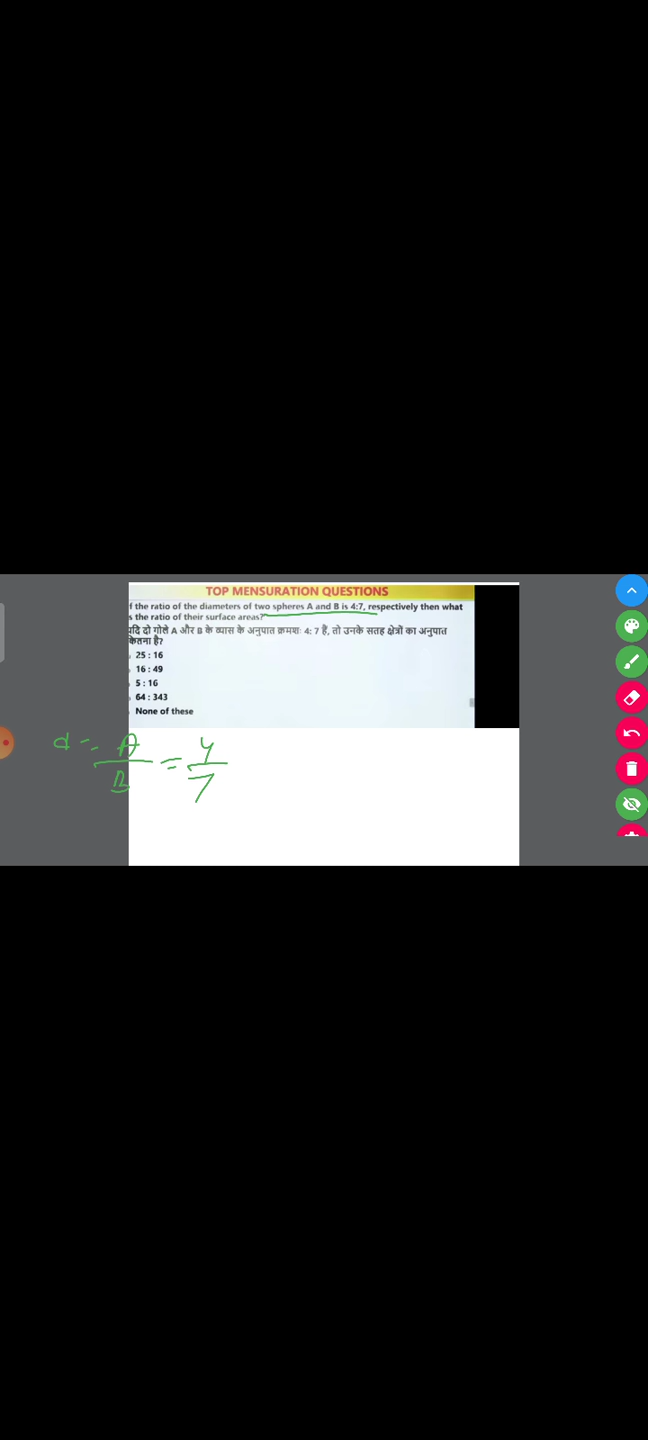 TOP MENSURATION QUESTIONS
f the ratio of the diameters of two spheres A and B is 4:7, respectively then what
s the ratio of their surface areas?"
यदि दो गोले A और B के व्यास के अनुपात क्रमशः 4: 7 हैं, तो उनके सतह क्षेत्रों का अनुपात
केतना है?
25 : 16
16 : 49
5 : 16
64 : 343
None of these
d = A/B = 4/7